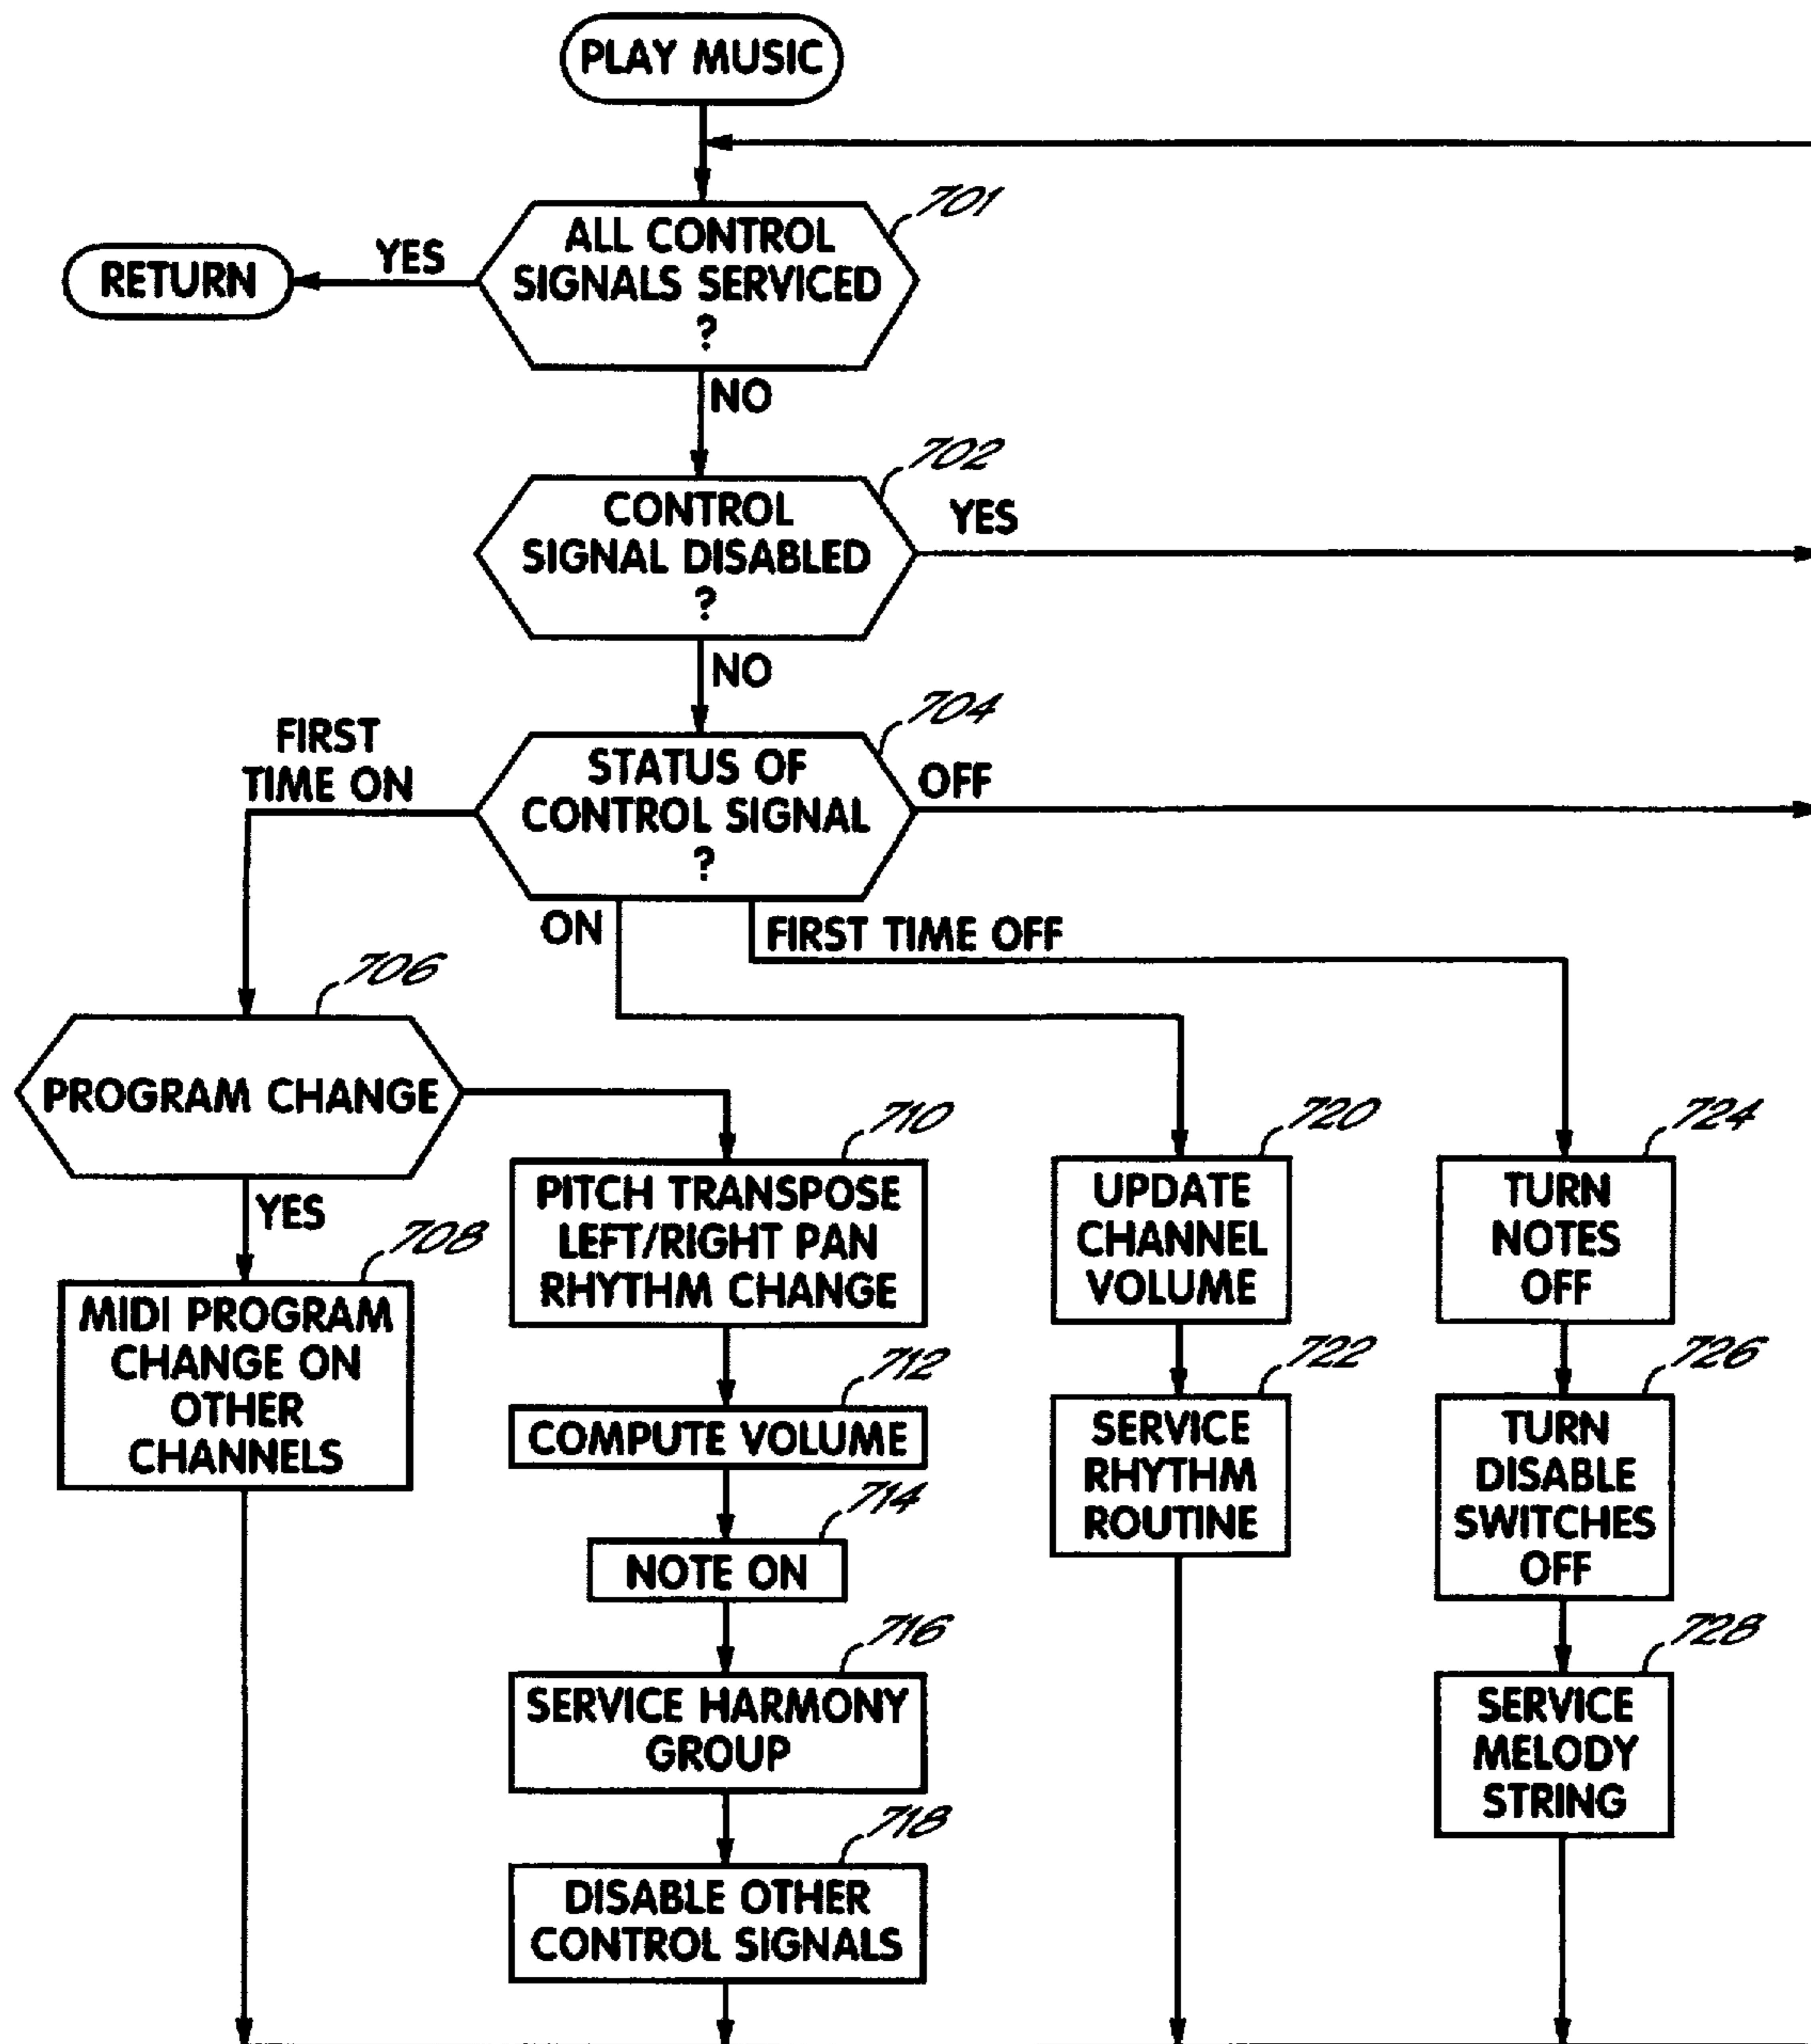 PLAY MUSIC
701
ALL CONTROL
SIGNALS SERVICED
?
YES
RETURN
NO
702
CONTROL
SIGNAL DISABLED
?
YES
NO
704
STATUS OF
CONTROL SIGNAL
?
FIRST
TIME ON
OFF
ON
FIRST TIME OFF
706
PROGRAM CHANGE
YES
708
MIDI PROGRAM
CHANGE ON
OTHER
CHANNELS
710
PITCH TRANSPOSE
LEFT/RIGHT PAN
RHYTHM CHANGE
712
COMPUTE VOLUME
714
NOTE ON
716
SERVICE HARMONY
GROUP
718
DISABLE OTHER
CONTROL SIGNALS
720
UPDATE
CHANNEL
VOLUME
722
SERVICE
RHYTHM
ROUTINE
724
TURN
NOTES
OFF
726
TURN
DISABLE
SWITCHES
OFF
728
SERVICE
MELODY
STRING